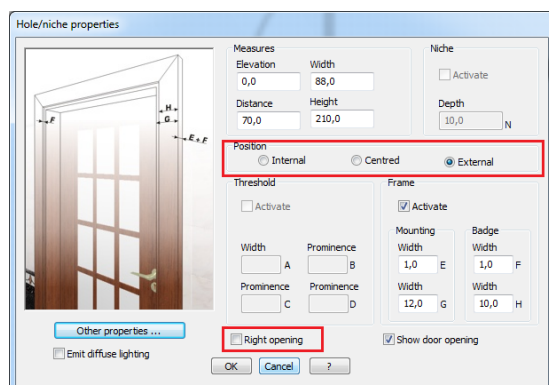 Hole/niche properties
Measures
Elevation Width
0,0 88,0
Distance Height
70,0 210,0
Niche
Activate
Depth
10,0 N
Position
Internal Centred External
Threshold
Activate
Width Prominence
A B
Prominence Prominence
C D
Frame
Activate
Mounting Badge
Width Width
1,0 E 1,0 F
Width Width
12,0 G 10,0 H
F
H
G
E+F
Other properties ...
Emit diffuse lighting
Right opening
Show door opening
OK Cancel ?